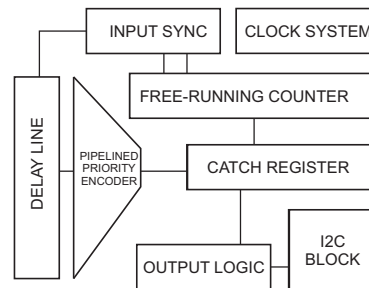 INPUT SYNC
CLOCK SYSTEM
FREE-RUNNING COUNTER
DELAY LINE
PIPELINED
PRIORITY
ENCODER
CATCH REGISTER
OUTPUT LOGIC
I2C
BLOCK